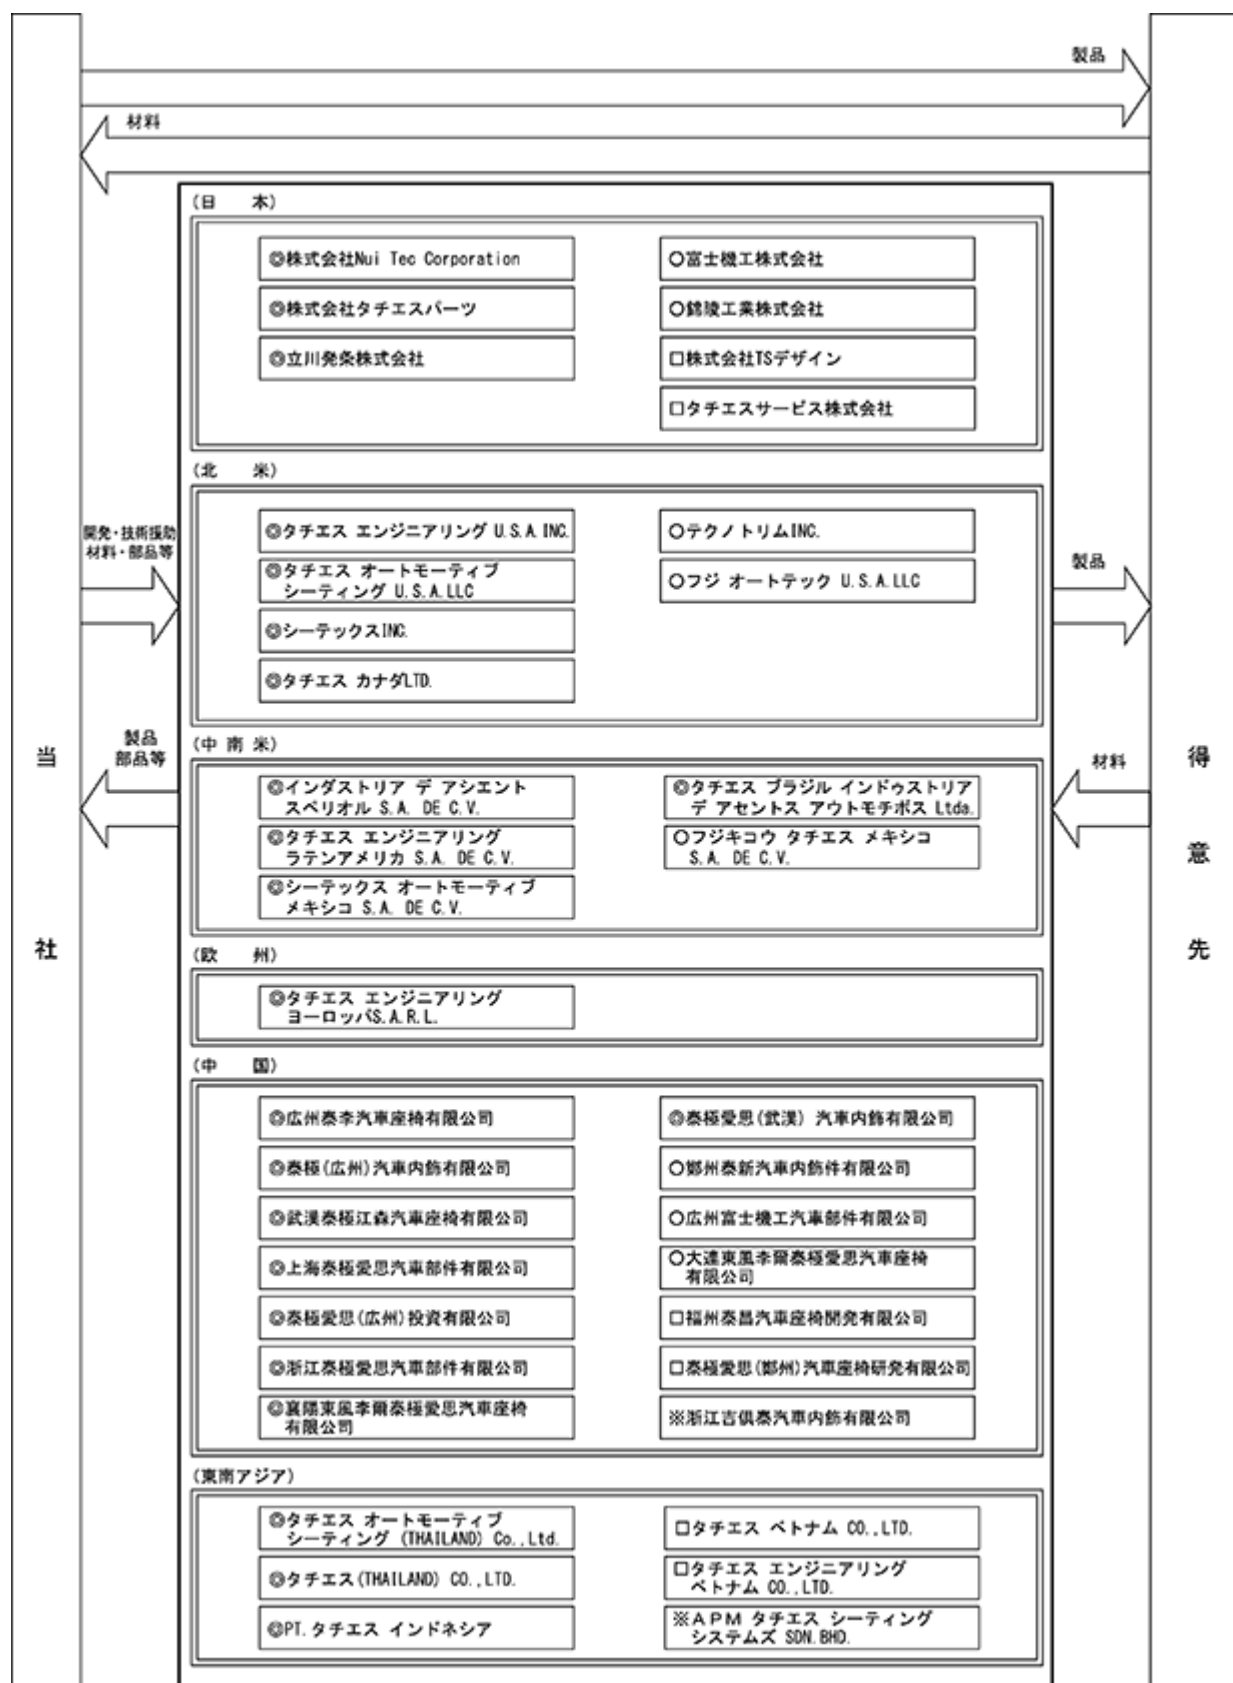 製品
材料
(日　本)
◎株式会社Nui Tec Corporation
○富士機工株式会社
◎株式会社タチエスパーツ
○錦陵工業株式会社
◎立川発条株式会社
□株式会社TSデザイン
□タチエスサービス株式会社
(北　米)
開発・技術援助
材料・部品等
◎タチエス エンジニアリング U.S.A.INC.
○テクノトリムINC.
◎タチエス オートモーティブ
シーティング U.S.A.LLC
○フジ オートテック U.S.A.LLC
製品
◎シーテックスINC.
◎タチエス カナダLTD.
製品
部品等
(中 南 米)
材料
◎インダストリア デ アシエント
スペリオル S.A. DE C.V.
◎タチエス ブラジル インドゥストリア
デ アセントス アウトモチボス Ltda.
◎タチエス エンジニアリング
ラテンアメリカ S.A. DE C.V.
○フジキコウ タチエス メキシコ
S.A. DE C.V.
◎シーテックス オートモーティブ
メキシコ S.A. DE C.V.
当社
得意先
(欧　州)
◎タチエス エンジニアリング
ヨーロッパS.A.R.L.
(中　国)
◎広州泰李汽車座椅有限公司
◎泰極愛思(武漢) 汽車内飾有限公司
◎泰極(広州)汽車内飾有限公司
○鄭州泰新汽車内飾件有限公司
◎武漢泰極江森汽車座椅有限公司
○広州富士機工汽車部件有限公司
◎上海泰極愛思汽車部件有限公司
○大連東風李爾泰極愛思汽車座椅
有限公司
◎泰極愛思(広州)投資有限公司
□福州泰昌汽車座椅開発有限公司
◎浙江泰極愛思汽車部件有限公司
□泰極愛思(鄭州)汽車座椅研発有限公司
◎襄陽東風李爾泰極愛思汽車座椅
有限公司
※浙江吉俱泰汽車内飾有限公司
(東南アジア)
◎タチエス オートモーティブ
シーティング (THAILAND) Co.,Ltd.
□タチエス ベトナム CO.,LTD.
◎タチエス(THAILAND) CO.,LTD.
□タチエス エンジニアリング
ベトナム CO.,LTD.
◎PT.タチエス インドネシア
※APM タチエス シーティング
システムズ SDN.BHD.